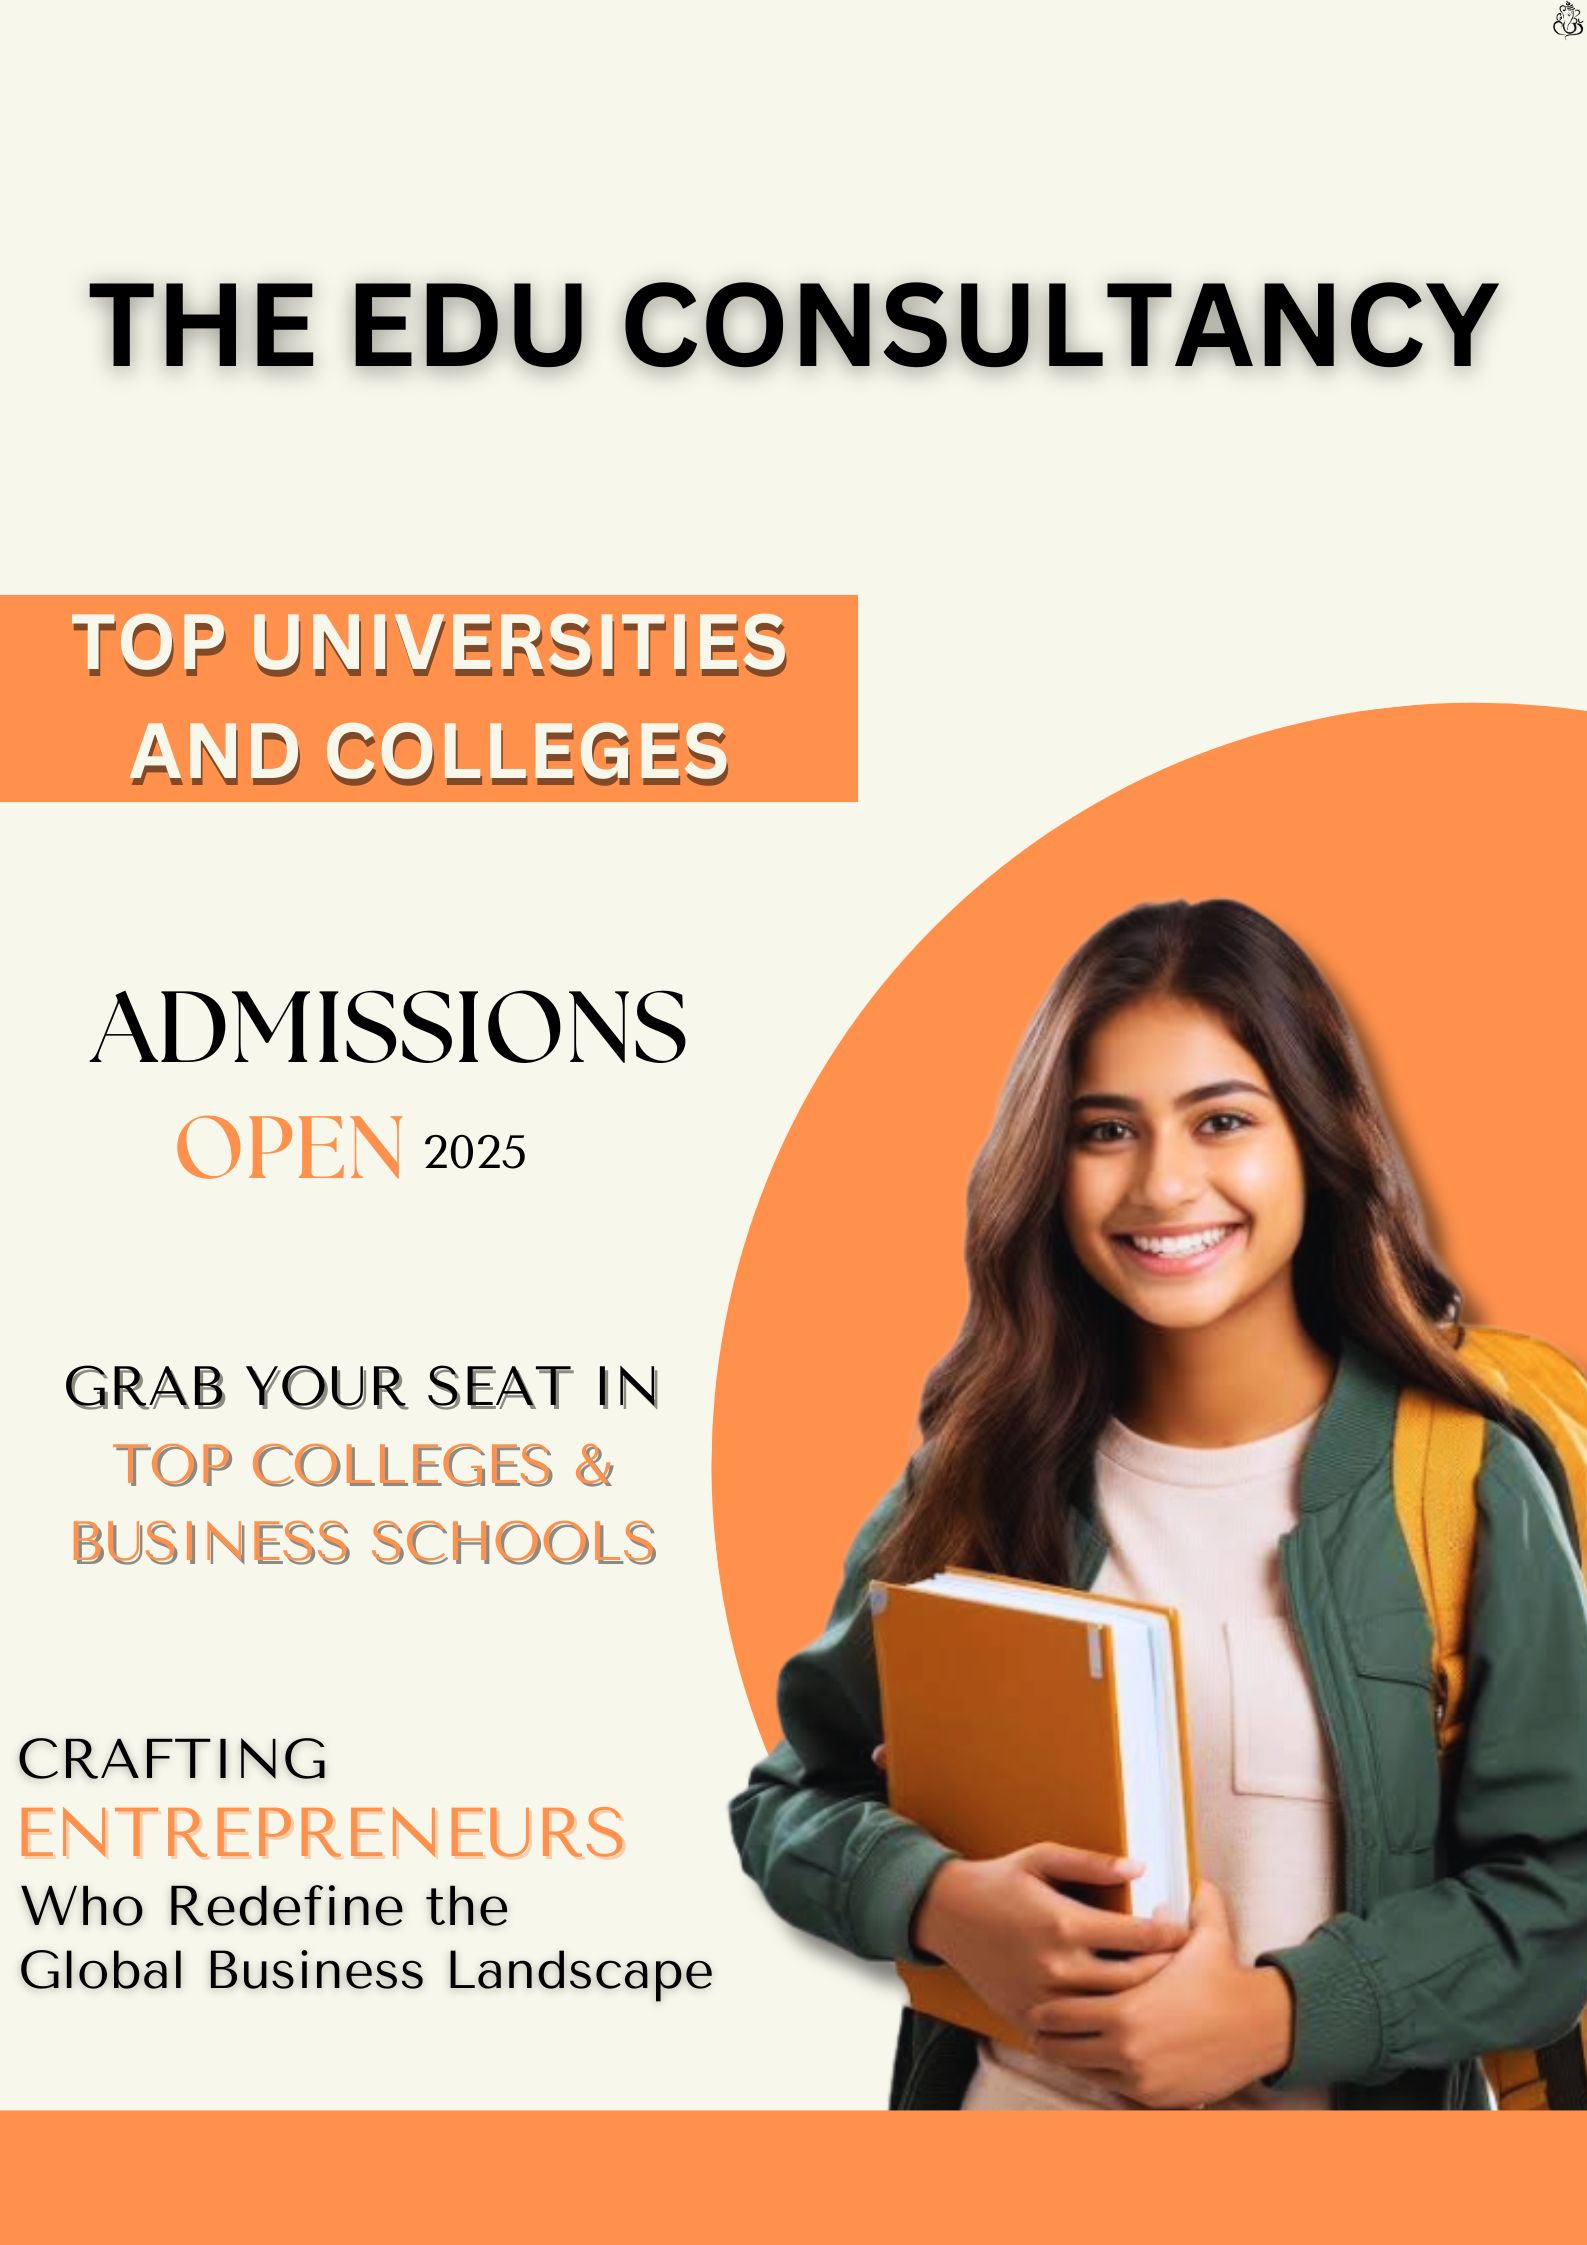 THE EDU CONSULTANCY
TOP UNIVERSITIES
AND COLLEGES
ADMISSIONS
OPEN 2025
GRAB YOUR SEAT IN
TOP COLLEGES &
BUSINESS SCHOOLS
CRAFTING
ENTREPRENEURS
Who Redefine the
Global Business Landscape